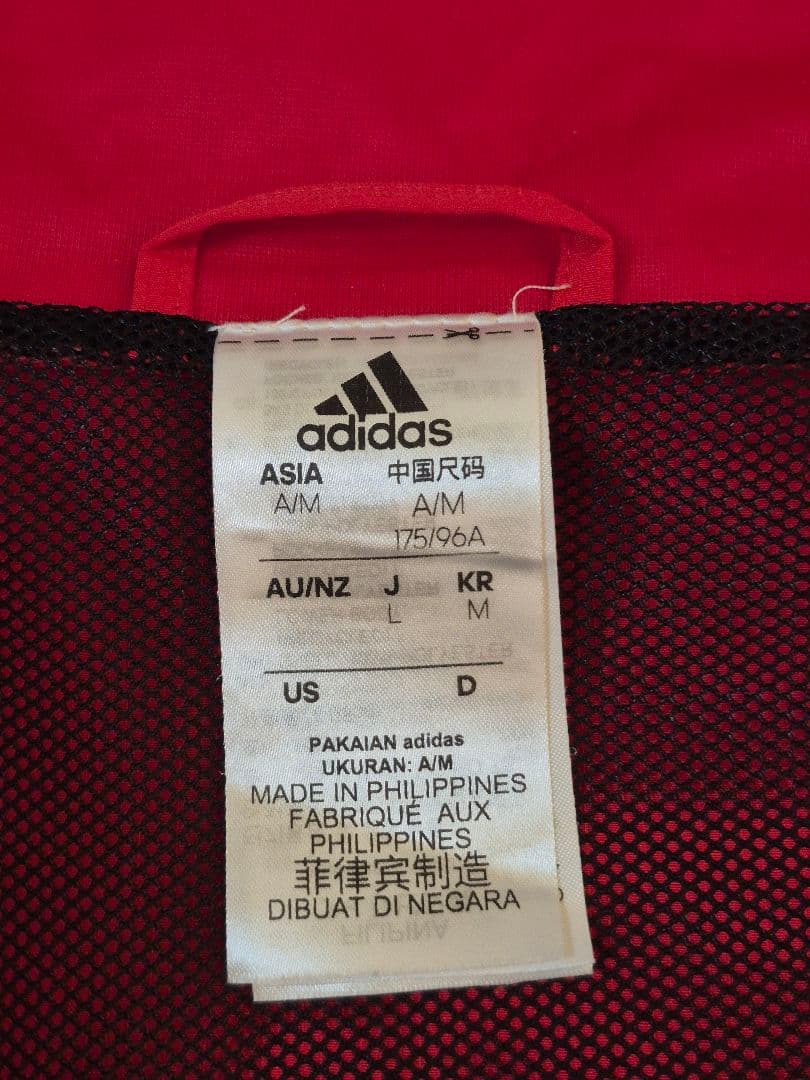 adidas
ASIA 中国尺码
A/M A/M
175/96A
AU/NZ J KR
L M
US D
PAKAIAN adidas
UKURAN: A/M
MADE IN PHILIPPINES
FABRIQUÉ AUX
PHILIPPINES
菲律宾制造
DIBUAT DI NEGARA
FILIPINA